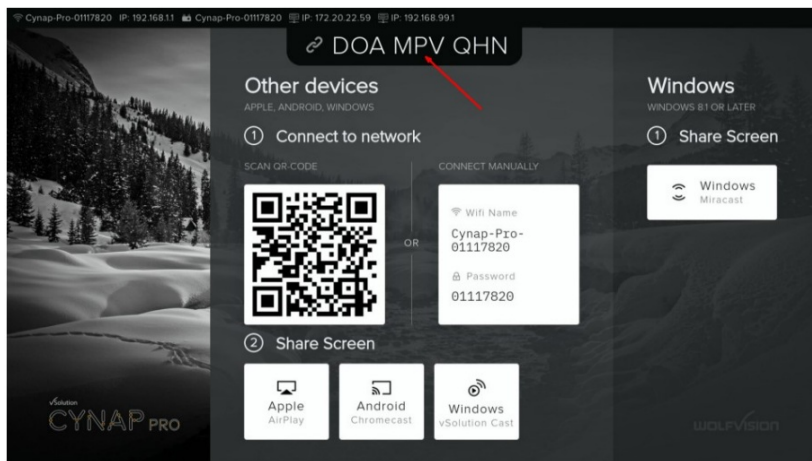 Cynap-Pro-01117820 IP: 192.168.1.1 Cynap-Pro-01117820 IP: 172.20.22.59 IP: 192.168.99.1
DOA MPV QHN
Other devices
APPLE, ANDROID, WINDOWS
1 Connect to network
SCAN QR-CODE
OR
CONNECT MANUALLY
Wifi Name
Cynap-Pro-
01117820
Password
01117820
2 Share Screen
Apple
AirPlay
Android
Chromecast
Windows
vSolution Cast
Windows
WINDOWS 8.1 OR LATER
1 Share Screen
Windows
Miracast
vSolution
CYNAP PRO
WOLFVISION